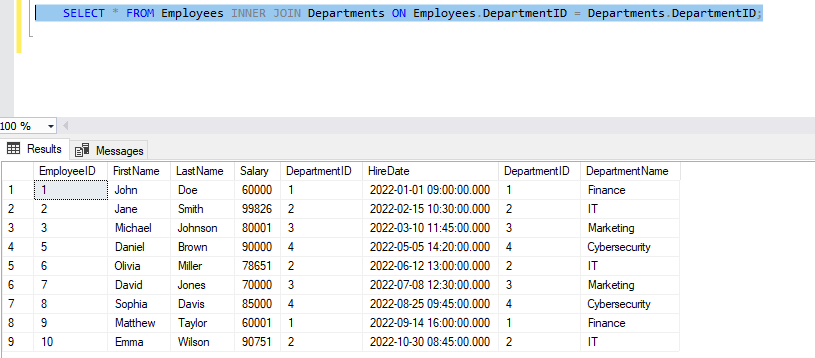 SELECT * FROM Employees INNER JOIN Departments ON Employees.DepartmentID = Departments.DepartmentID;
100 %
Results Messages
EmployeeID FirstName LastName Salary DepartmentID HireDate DepartmentID DepartmentName
1 1 John Doe 60000 1 2022-01-01 09:00:00.000 1 Finance
2 2 Jane Smith 99826 2 2022-02-15 10:30:00.000 2 IT
3 3 Michael Johnson 80001 3 2022-03-10 11:45:00.000 3 Marketing
4 5 Daniel Brown 90000 4 2022-05-05 14:20:00.000 4 Cybersecurity
5 6 Olivia Miller 78651 2 2022-06-12 13:00:00.000 2 IT
6 7 David Jones 70000 3 2022-07-08 12:30:00.000 3 Marketing
7 8 Sophia Davis 85000 4 2022-08-25 09:45:00.000 4 Cybersecurity
8 9 Matthew Taylor 60001 1 2022-09-14 16:00:00.000 1 Finance
9 10 Emma Wilson 90751 2 2022-10-30 08:45:00.000 2 IT